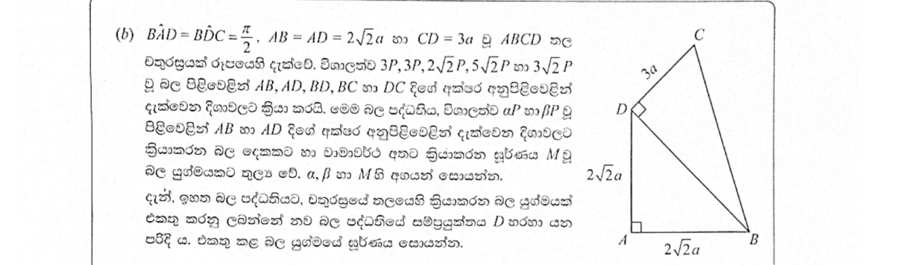 (b) BÂD = BD̂C = π/2, AB = AD = 2√2a හා CD = 3a වූ ABCD තල
චතුරස්‍රයක් රූපයෙහි දැක්වේ. විශාලත්ව 3P, 3P, 2√2P, 5√2P හා 3√2P
වූ බල පිළිවෙළින් AB, AD, BD, BC හා DC දිගේ අක්ෂර අනුපිළිවෙළින්
දැක්වෙන දිශාවලට ක්‍රියා කරයි. මෙම බල පද්ධතිය, විශාලත්ව αP හා βP වූ
පිළිවෙළින් AB හා AD දිගේ අක්ෂර අනුපිළිවෙළින් දැක්වෙන දිශාවලට
ක්‍රියාකරන බල දෙකකට හා වාමාවර්ථ අතට ක්‍රියාකරන සූර්ණය M වූ
බල යුග්මයකට තුල්‍ය වේ. α, β හා M හි අගයන් සොයන්න.
දැන්, ඉහත බල පද්ධතියට, චතුරස්‍රයේ තලයෙහි ක්‍රියාකරන බල යුග්මයක්
එකතු කරනු ලබන්නේ නව බල පද්ධතියේ සම්ප්‍රයුක්තය D හරහා යන
පරිදි ය. එකතු කළ බල යුග්මයේ සූර්ණය සොයන්න.
C
3a
D
2√2a
A
B
2√2a